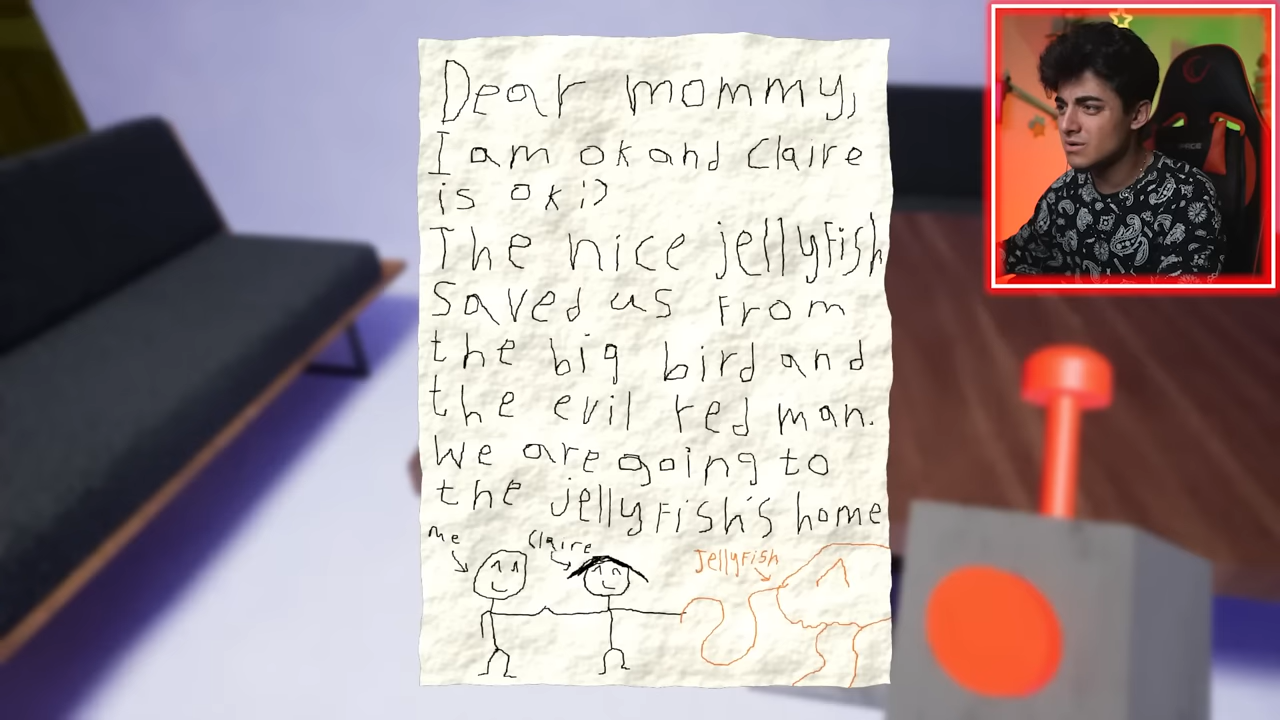 Dear mommy,
I am ok and Claire
is ok :)
The nice jellyfish
saved us from
the big bird and
the evil red man.
We are going to
the jellyfish's home
Me
Claire
Jellyfish